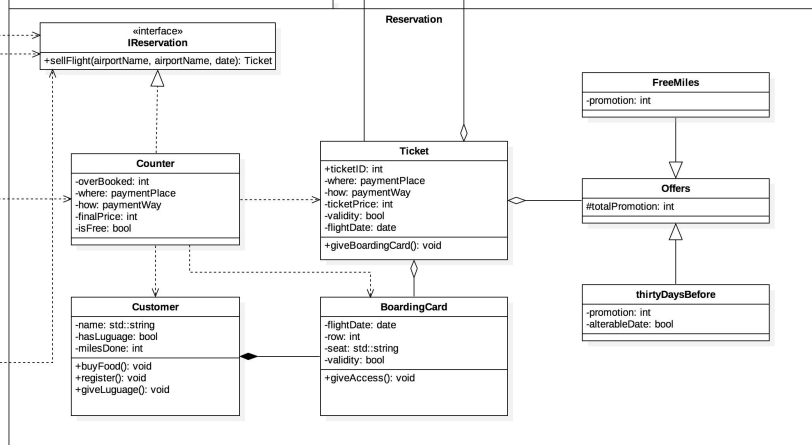 Reservation
«interface»
IReservation
+sellFlight(airportName, airportName, date): Ticket
FreeMiles
-promotion: int
Counter
-overBooked: int
-where: paymentPlace
-how: paymentWay
-finalPrice: int
-isFree: bool
Ticket
+ticketID: int
-where: paymentPlace
-how: paymentWay
-ticketPrice: int
-validity: bool
-flightDate: date
+giveBoardingCard(): void
Offers
#totalPromotion: int
Customer
-name: std::string
-hasLuguage: bool
-milesDone: int
+buyFood(): void
+register(): void
+giveLuguage(): void
BoardingCard
-flightDate: date
-row: int
-seat: std::string
-validity: bool
+giveAccess(): void
thirtyDaysBefore
-promotion: int
-alterableDate: bool